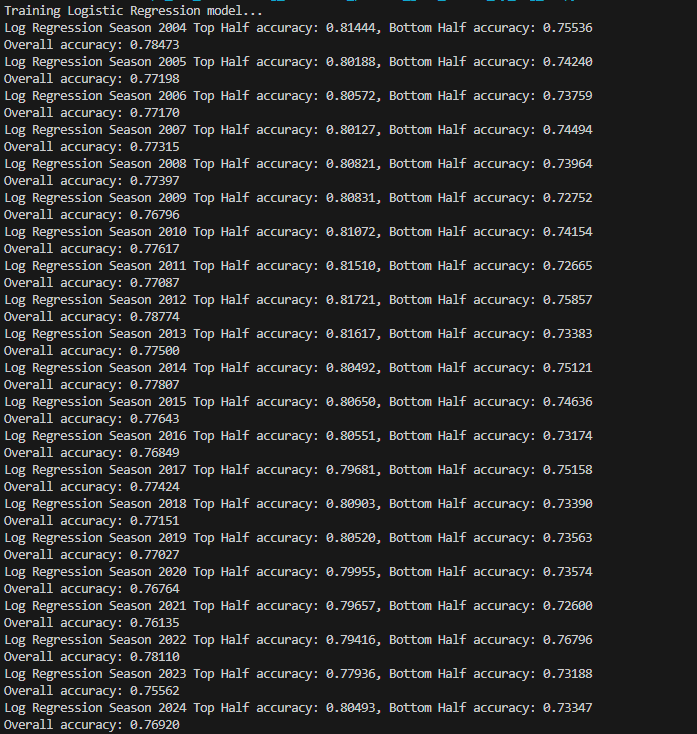 Training Logistic Regression model...
Log Regression Season 2004 Top Half accuracy: 0.81444, Bottom Half accuracy: 0.75536
Overall accuracy: 0.78473
Log Regression Season 2005 Top Half accuracy: 0.80188, Bottom Half accuracy: 0.74240
Overall accuracy: 0.77198
Log Regression Season 2006 Top Half accuracy: 0.80572, Bottom Half accuracy: 0.73759
Overall accuracy: 0.77170
Log Regression Season 2007 Top Half accuracy: 0.80127, Bottom Half accuracy: 0.74494
Overall accuracy: 0.77315
Log Regression Season 2008 Top Half accuracy: 0.80821, Bottom Half accuracy: 0.73964
Overall accuracy: 0.77397
Log Regression Season 2009 Top Half accuracy: 0.80831, Bottom Half accuracy: 0.72752
Overall accuracy: 0.76796
Log Regression Season 2010 Top Half accuracy: 0.81072, Bottom Half accuracy: 0.74154
Overall accuracy: 0.77617
Log Regression Season 2011 Top Half accuracy: 0.81510, Bottom Half accuracy: 0.72665
Overall accuracy: 0.77087
Log Regression Season 2012 Top Half accuracy: 0.81721, Bottom Half accuracy: 0.75857
Overall accuracy: 0.78774
Log Regression Season 2013 Top Half accuracy: 0.81617, Bottom Half accuracy: 0.73383
Overall accuracy: 0.77500
Log Regression Season 2014 Top Half accuracy: 0.80492, Bottom Half accuracy: 0.75121
Overall accuracy: 0.77807
Log Regression Season 2015 Top Half accuracy: 0.80650, Bottom Half accuracy: 0.74636
Overall accuracy: 0.77643
Log Regression Season 2016 Top Half accuracy: 0.80551, Bottom Half accuracy: 0.73174
Overall accuracy: 0.76849
Log Regression Season 2017 Top Half accuracy: 0.79681, Bottom Half accuracy: 0.75158
Overall accuracy: 0.77424
Log Regression Season 2018 Top Half accuracy: 0.80903, Bottom Half accuracy: 0.73390
Overall accuracy: 0.77151
Log Regression Season 2019 Top Half accuracy: 0.80520, Bottom Half accuracy: 0.73563
Overall accuracy: 0.77027
Log Regression Season 2020 Top Half accuracy: 0.79955, Bottom Half accuracy: 0.73574
Overall accuracy: 0.76764
Log Regression Season 2021 Top Half accuracy: 0.79657, Bottom Half accuracy: 0.72600
Overall accuracy: 0.76135
Log Regression Season 2022 Top Half accuracy: 0.79416, Bottom Half accuracy: 0.76796
Overall accuracy: 0.78110
Log Regression Season 2023 Top Half accuracy: 0.77936, Bottom Half accuracy: 0.73188
Overall accuracy: 0.75562
Log Regression Season 2024 Top Half accuracy: 0.80493, Bottom Half accuracy: 0.73347
Overall accuracy: 0.76920